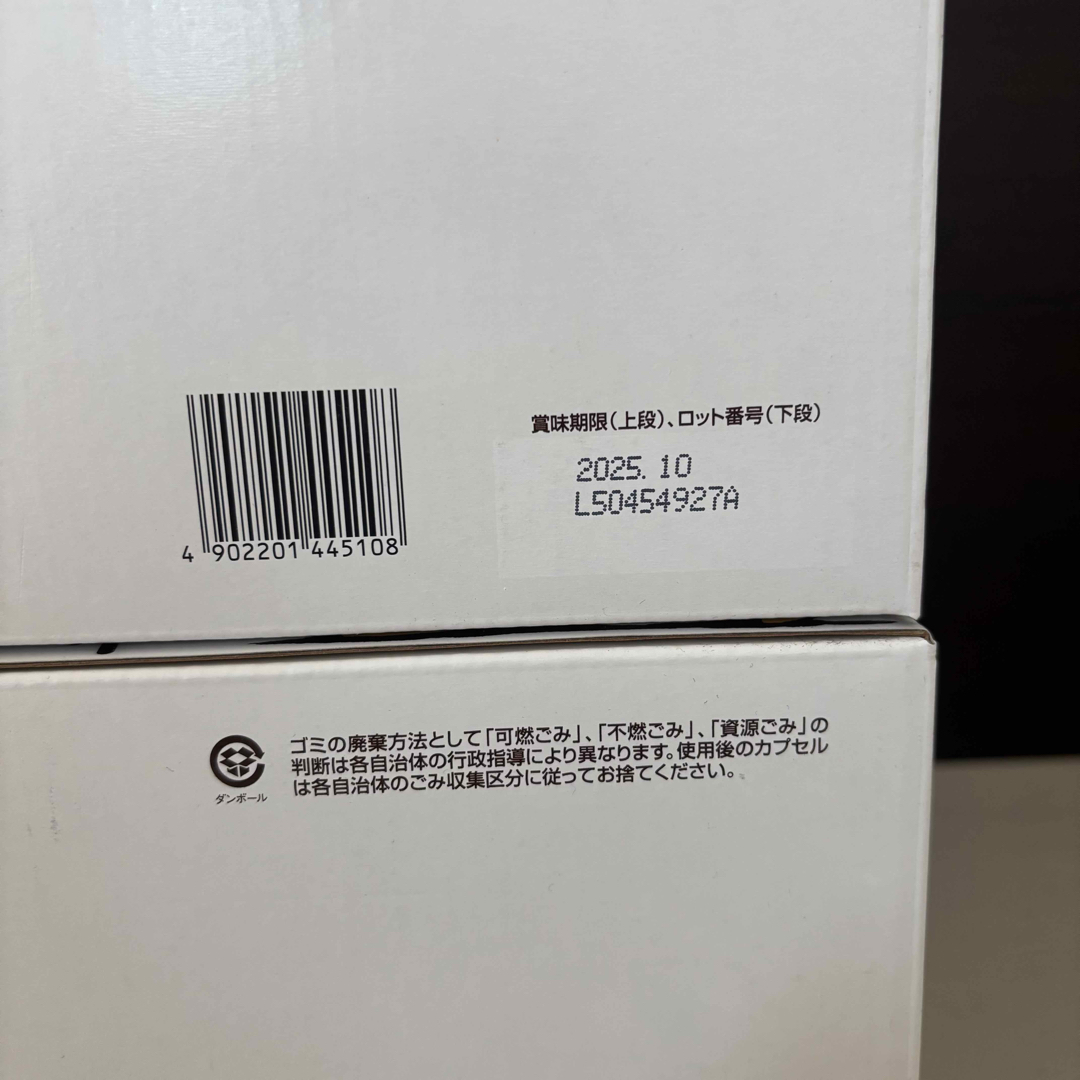 賞味期限(上段)、ロット番号(下段)
2025. 10
L50454927A
4 902201 445108
ゴミの廃棄方法として「可燃ごみ」、「不燃ごみ」、「資源ごみ」の
判断は各自治体の行政指導により異なります。使用後のカプセル
は各自治体のごみ収集区分に従ってお捨てください。
ダンボール